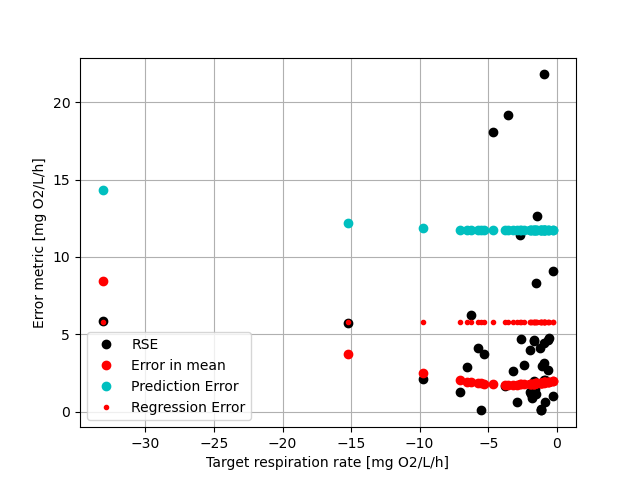 20
15
10
5
0
Error metric [mg O2/L/h]
RSE
Error in mean
Prediction Error
Regression Error
−30 −25 −20 −15 −10 −5 0
Target respiration rate [mg O2/L/h]